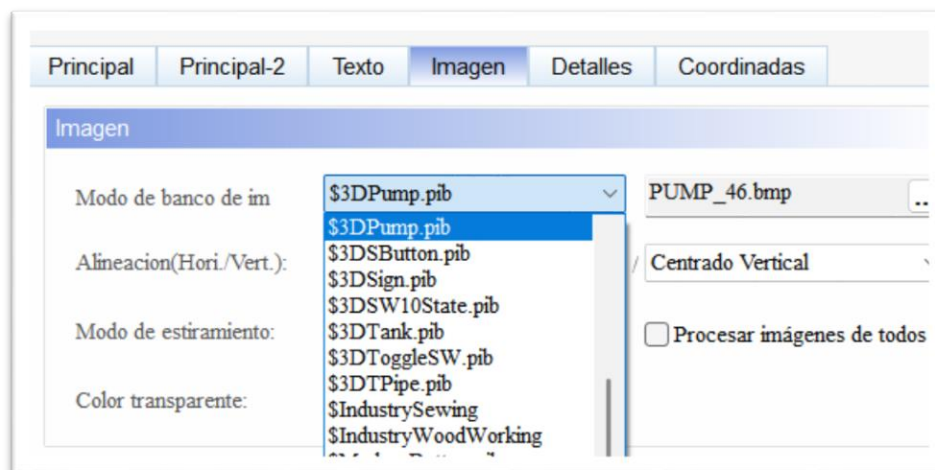 Principal Principal-2 Texto Imagen Detalles Coordinadas
Imagen
Modo de banco de im $3DPump.pib PUMP_46.bmp ..
$3DPump.pib
$3DSButton.pib
Alineacion(Hori./Vert.): / Centrado Vertical
$3DSign.pib
$3DSW10State.pib
Modo de estiramiento: $3DTank.pib Procesar imágenes de todos
$3DToggleSW.pib
$3DTPipe.pib
Color transparente:
$IndustrySewing
$IndustryWoodWorking